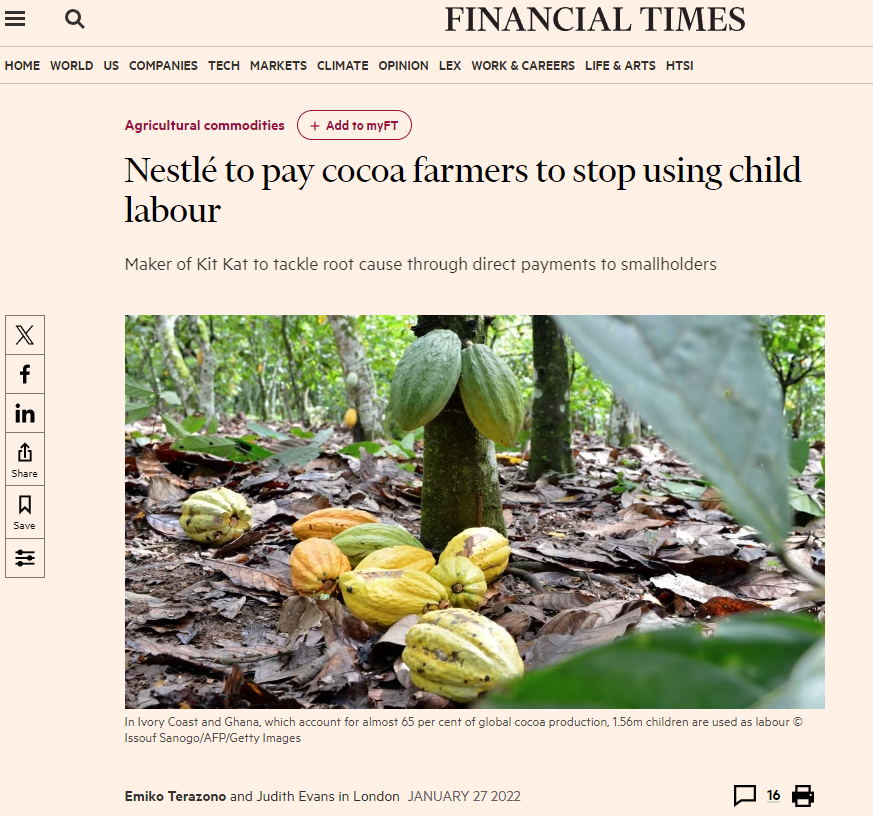 FINANCIAL TIMES
HOME WORLD US COMPANIES TECH MARKETS CLIMATE OPINION LEX WORK & CAREERS LIFE & ARTS HTSI
Agricultural commodities + Add to myFT
Nestlé to pay cocoa farmers to stop using child
labour
Maker of Kit Kat to tackle root cause through direct payments to smallholders
X
f
in
Share
Save
In Ivory Coast and Ghana, which account for almost 65 per cent of global cocoa production, 1.56m children are used as labour ©
Issouf Sanogo/AFP/Getty Images
Emiko Terazono and Judith Evans in London JANUARY 27 2022
16